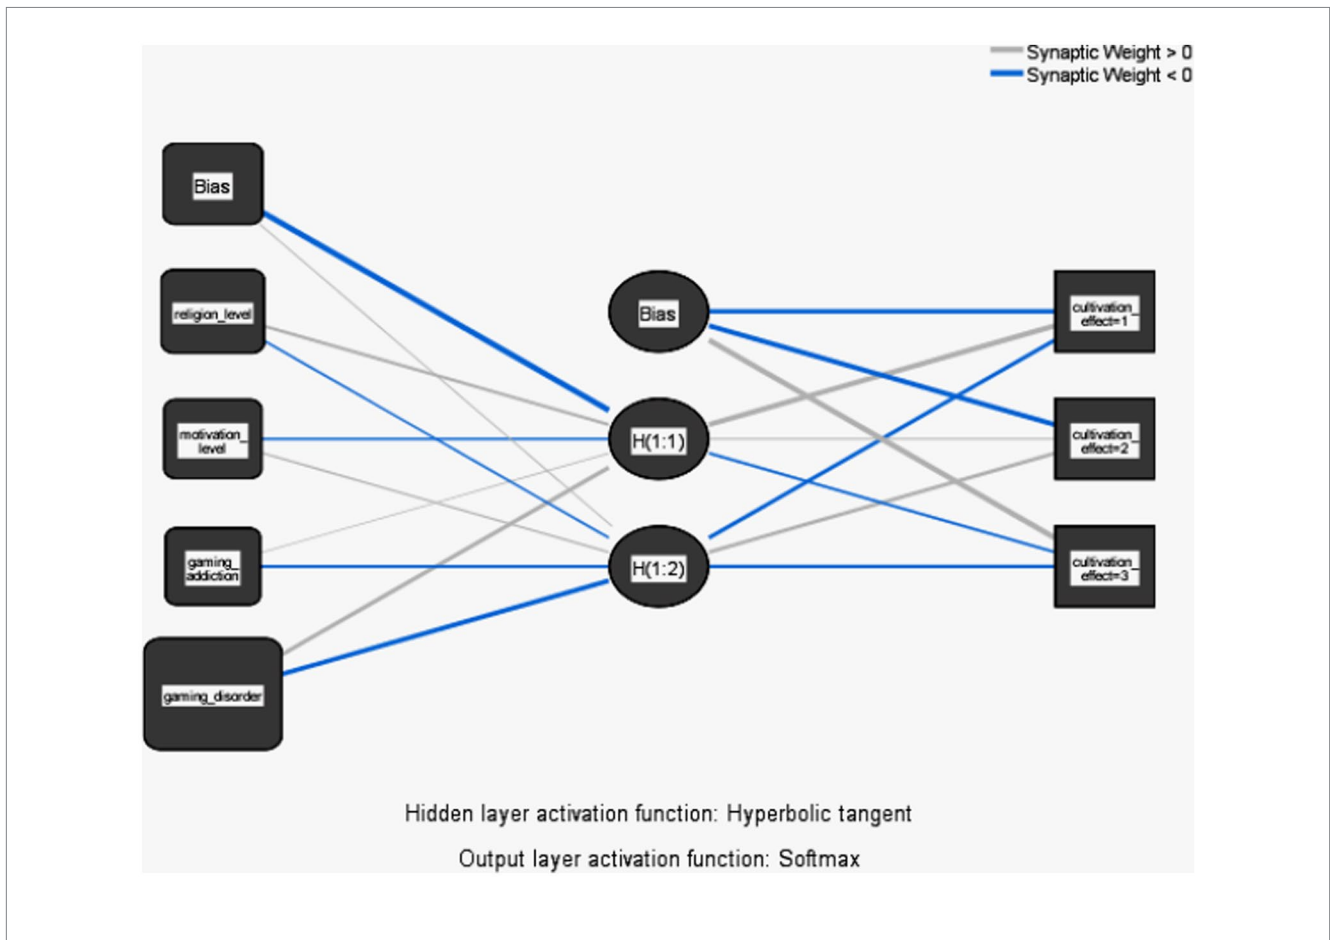 Synaptic Weight > 0
Synaptic Weight < 0
Bias
religion_level
motivation_
level
gaming_
addiction
gaming_disorder
Bias
H(1:1)
H(1:2)
cultivation_
effect=1
cultivation_
effect=2
cultivation_
effect=3
Hidden layer activation function: Hyperbolic tangent
Output layer activation function: Softmax